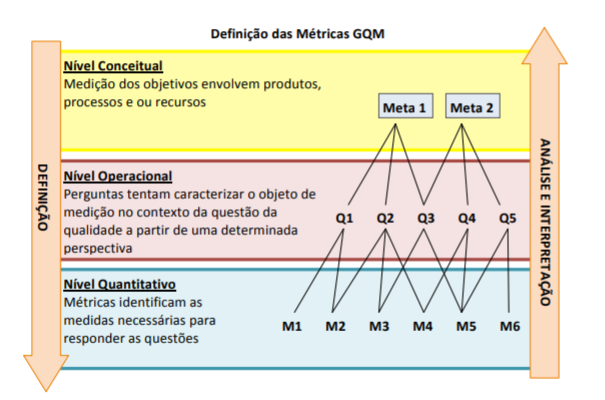 Definição das Métricas GQM
DEFINIÇÃO
Nível Conceitual
Medição dos objetivos envolvem produtos,
processos e ou recursos
Meta 1 Meta 2
Nível Operacional
Perguntas tentam caracterizar o objeto de
medição no contexto da questão da
qualidade a partir de uma determinada
perspectiva
Q1 Q2 Q3 Q4 Q5
Nível Quantitativo
Métricas identificam as
medidas necessárias para
responder as questões
M1 M2 M3 M4 M5 M6
ANÁLISE E INTERPRETAÇÃO